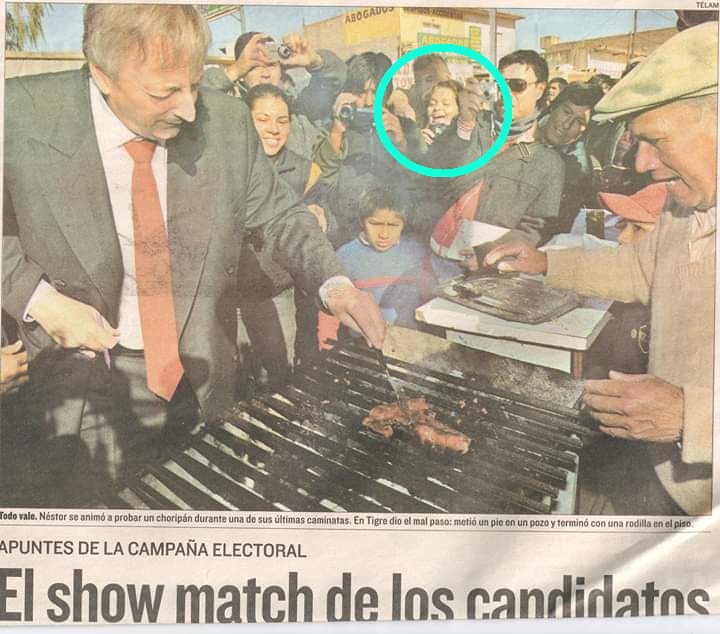 TÉLAM
ABOGADOS
ABOGADOS
Todo vale. Néstor se animó a probar un choripán durante una de sus últimas caminatas. En Tigre dio el mal paso: metió un pie en un pozo y terminó con una rodilla en el piso.
APUNTES DE LA CAMPAÑA ELECTORAL
El show match de los candidatos